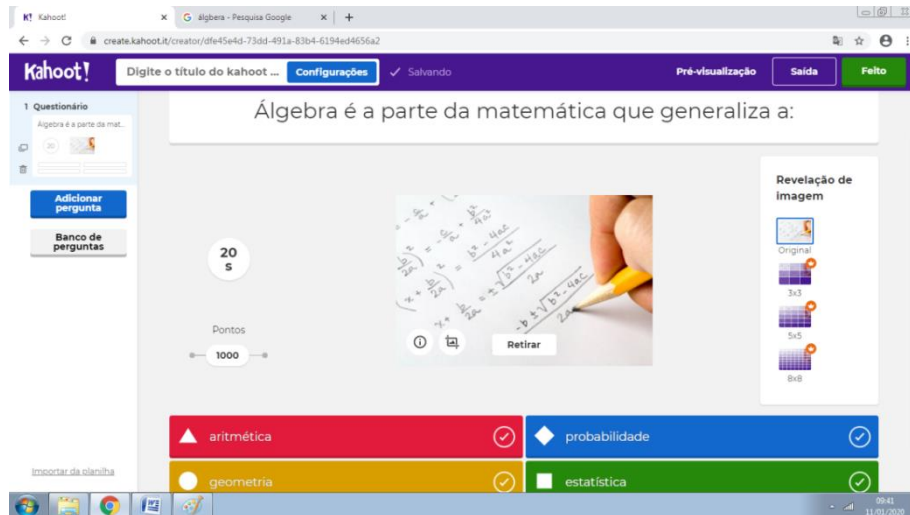 Kahoot!
álgbera - Pesquisa Google
create.kahoot.it/creator/dfe45e4d-73dd-491a-83b4-6194ed4656a2
Kahoot!
Digite o título do kahoot ...
Configurações
Salvando
Pré-visualização
Saída
Feito
1 Questionário
Álgebra é a parte da mat...
20
Adicionar
pergunta
Banco de
perguntas
Importar da planilha
Álgebra é a parte da matemática que generaliza a:
20
s
Pontos
1000
Retirar
Revelação de
imagem
Original
3x3
5x5
8x8
aritmética
probabilidade
geometria
estatística
09:41
11/01/2020